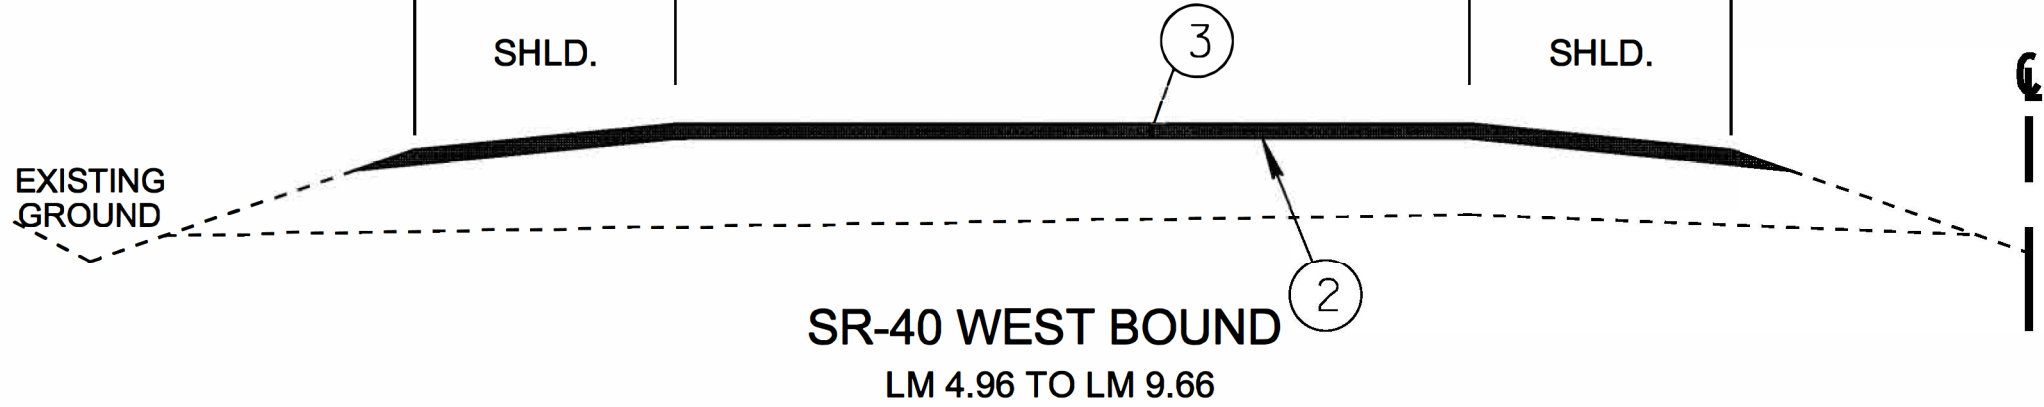 SHLD.
3
SHLD.
℄
EXISTING
GROUND
2
SR-40 WEST BOUND
LM 4.96 TO LM 9.66